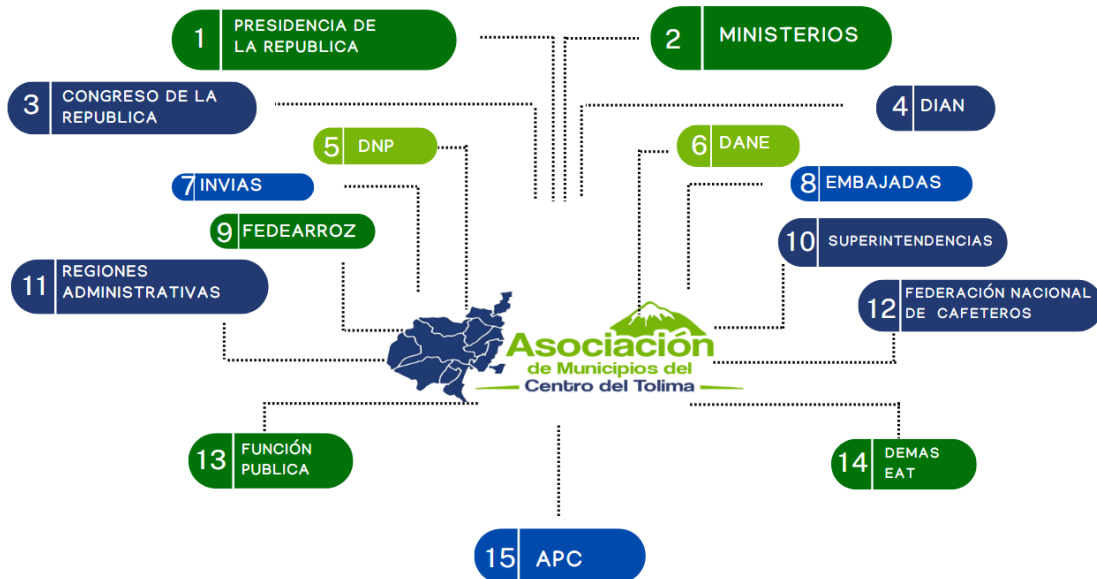 1 PRESIDENCIA DE
LA REPUBLICA
2 MINISTERIOS
3 CONGRESO DE LA
REPUBLICA
4 DIAN
5 DNP
6 DANE
7 INVIAS
8 EMBAJADAS
9 FEDEARROZ
10 SUPERINTENDENCIAS
11 REGIONES
ADMINISTRATIVAS
12 FEDERACIÓN NACIONAL
DE CAFETEROS
Asociación
de Municipios del
Centro del Tolima
13 FUNCIÓN
PUBLICA
14 DEMAS
EAT
15 APC